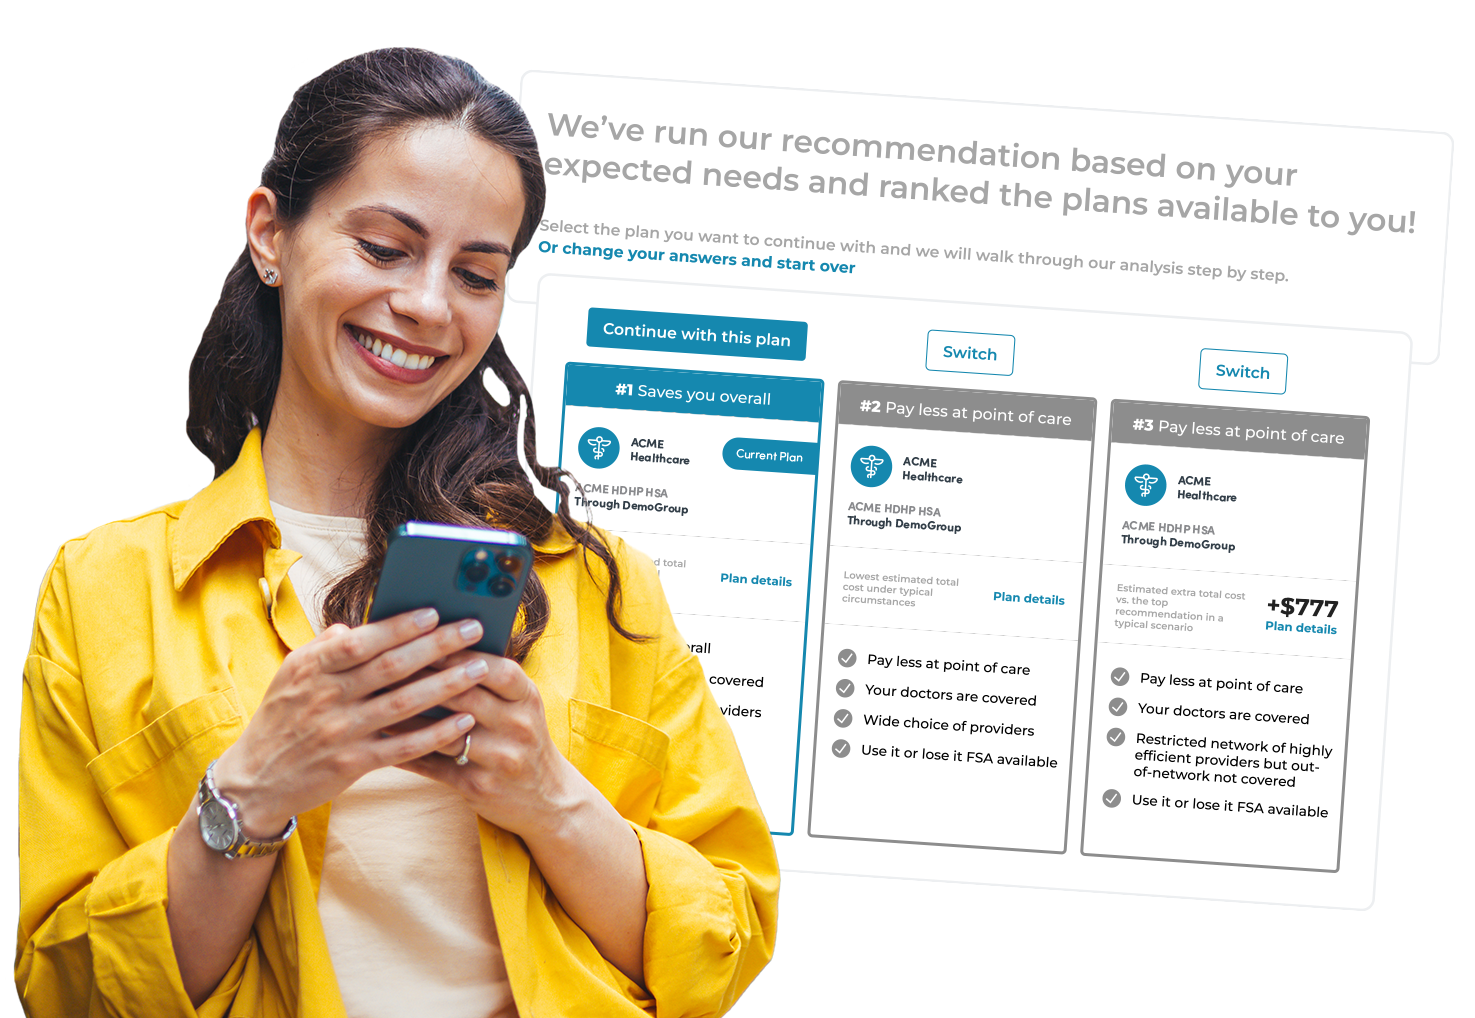 We’ve run our recommendation based on your
expected needs and ranked the plans available to you!
Select the plan you want to continue with and we will walk through our analysis step by step.
Or change your answers and start over
Continue with this plan
#1 Saves you overall
ACME
Healthcare
Current Plan
ACME HDHP HSA
Through DemoGroup
total
Plan details
covered
Switch
#2 Pay less at point of care
ACME
Healthcare
ACME HDHP HSA
Through DemoGroup
Lowest estimated total
cost under typical
circumstances
Plan details
Pay less at point of care
Your doctors are covered
Wide choice of providers
Use it or lose it FSA available
Switch
#3 Pay less at point of care
ACME
Healthcare
ACME HDHP HSA
Through DemoGroup
Estimated extra total cost
vs. the top
recommendation in a
typical scenario
+$777
Plan details
Pay less at point of care
Your doctors are covered
Restricted network of highly
efficient providers but out-
of-network not covered
Use it or lose it FSA available